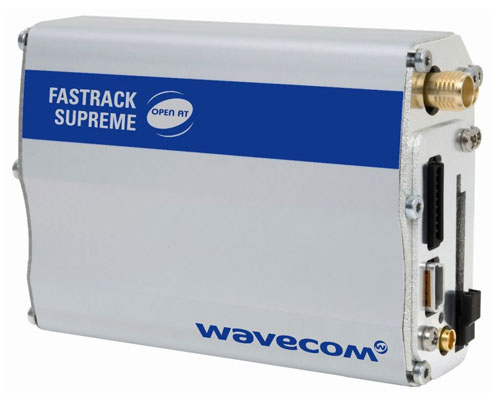 FASTRACK
SUPREME
OPEN AT
wavecom